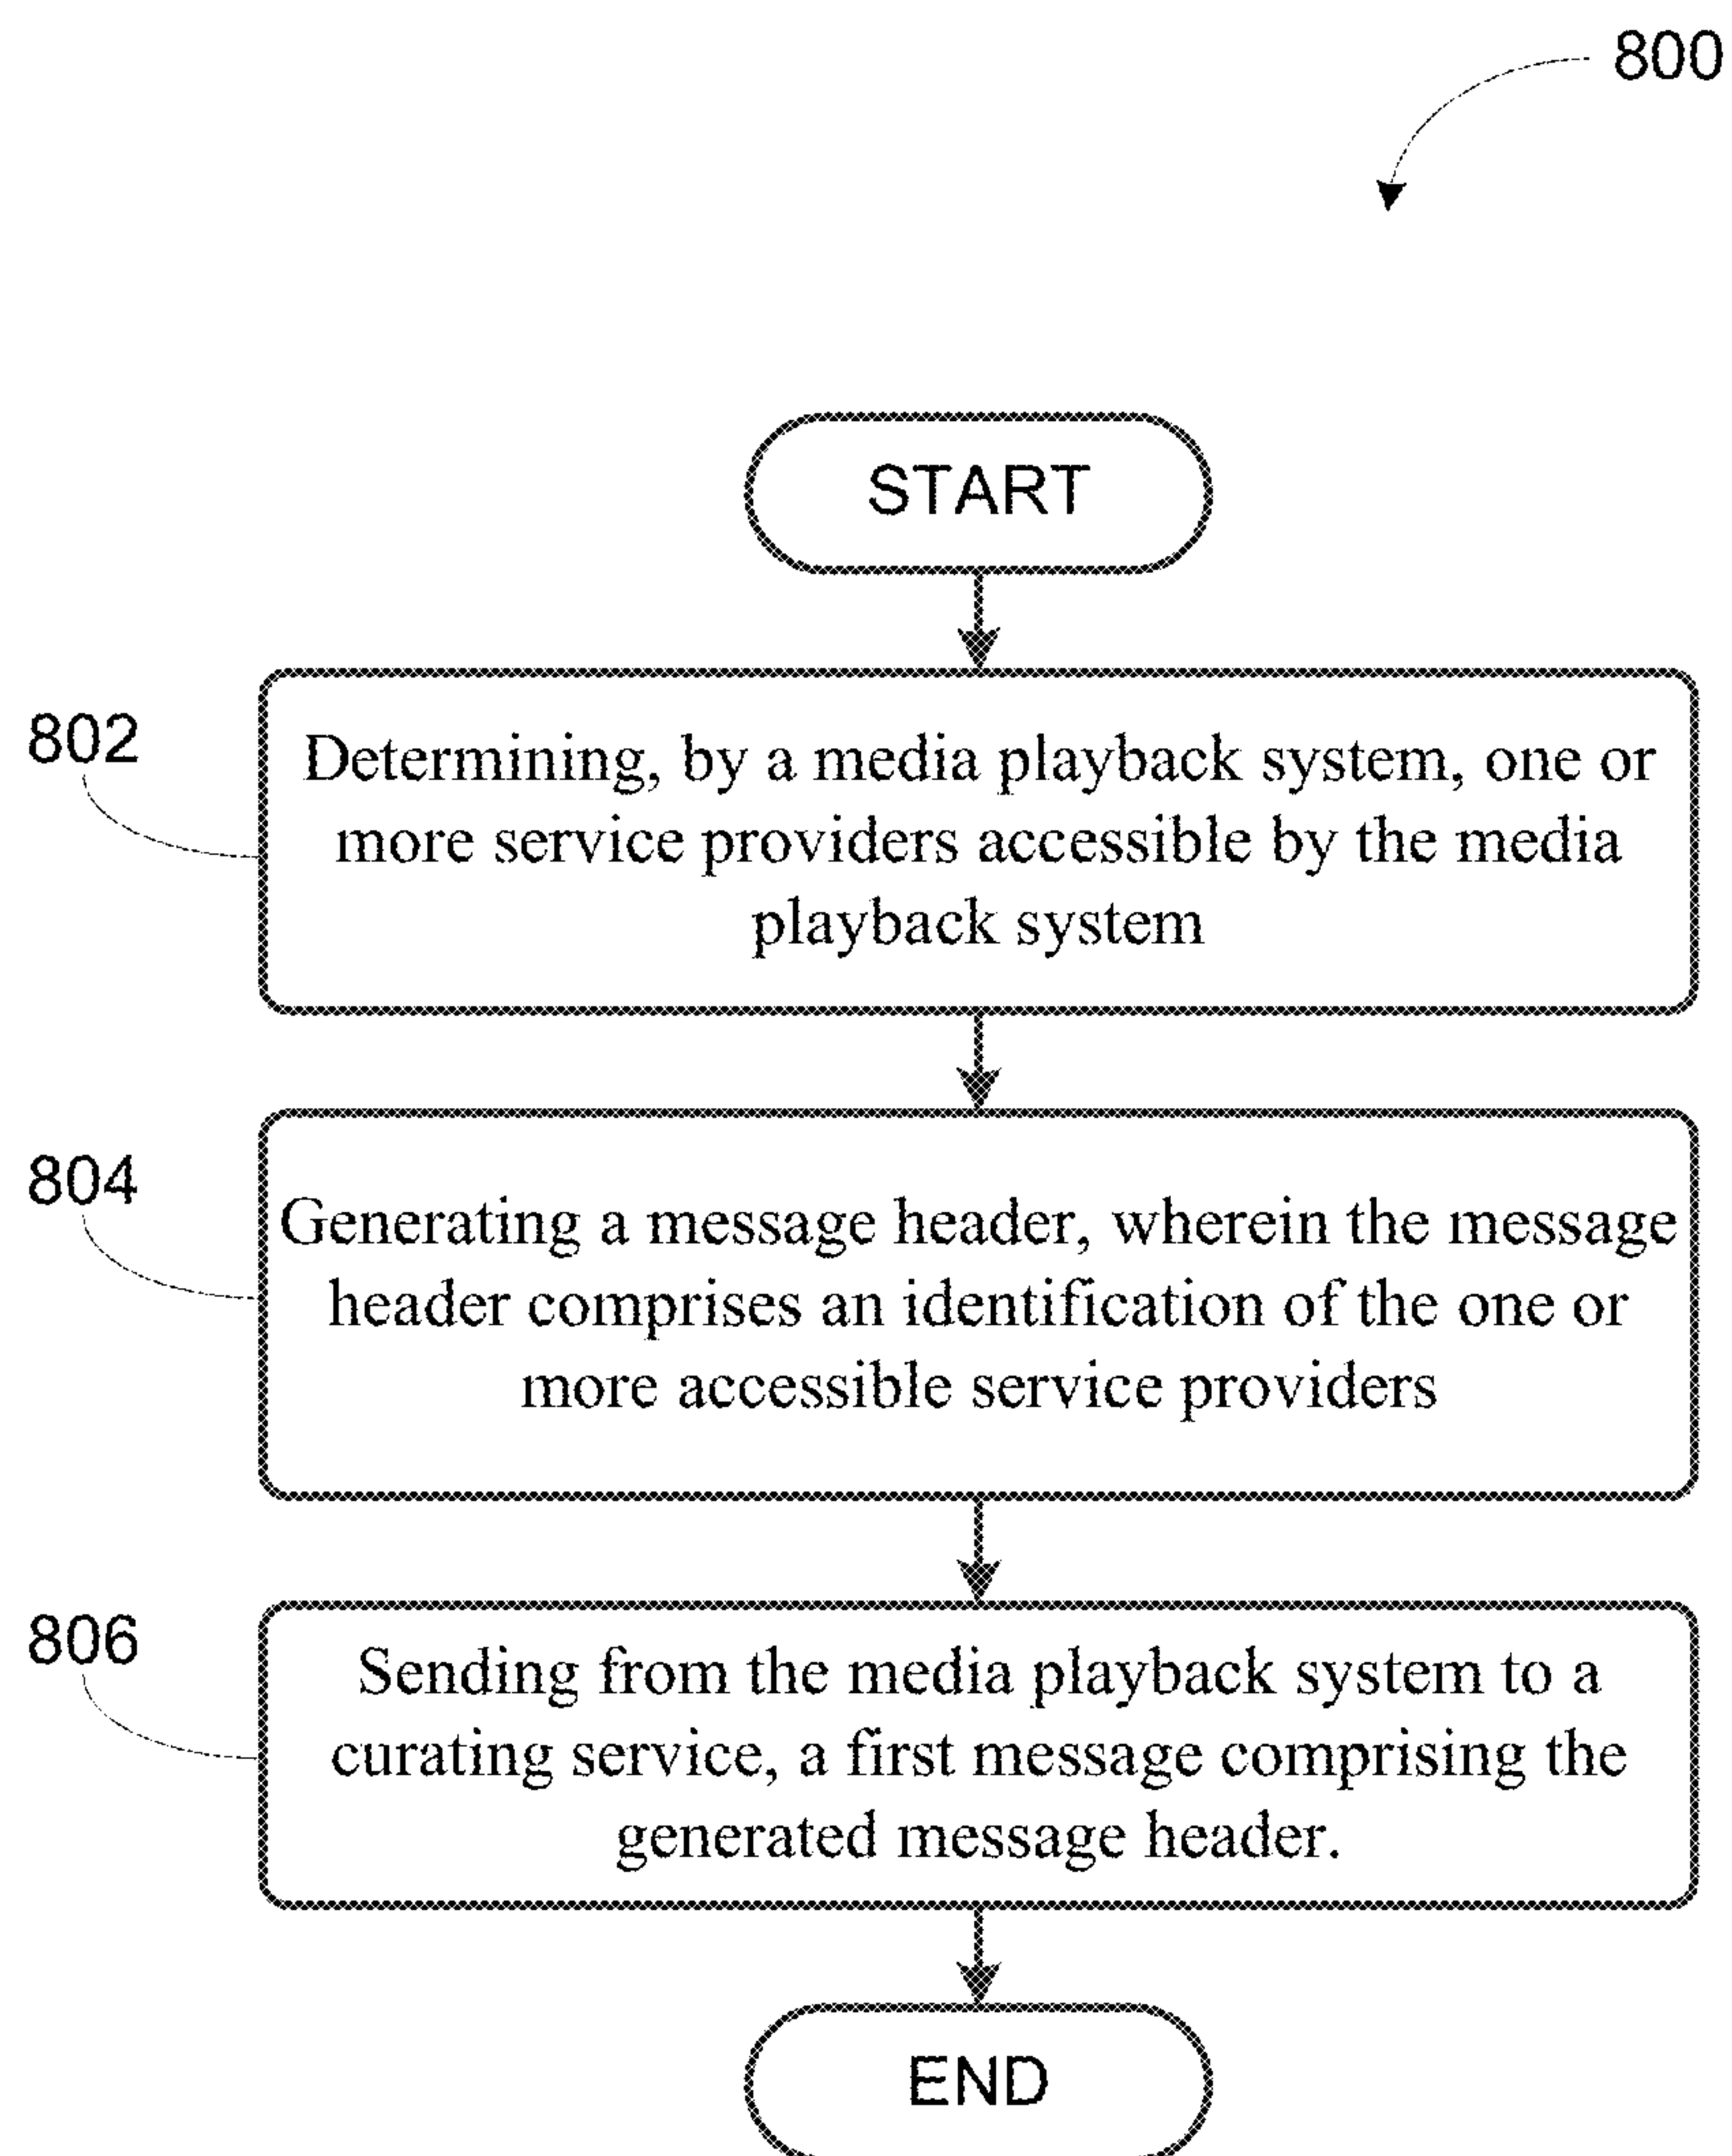 800
START
802
Determining, by a media playback system, one or
more service providers accessible by the media
playback system
804
Generating a message header, wherein the message
header comprises an identification of the one or
more accessible service providers
806
Sending from the media playback system to a
curating service, a first message comprising the
generated message header.
END